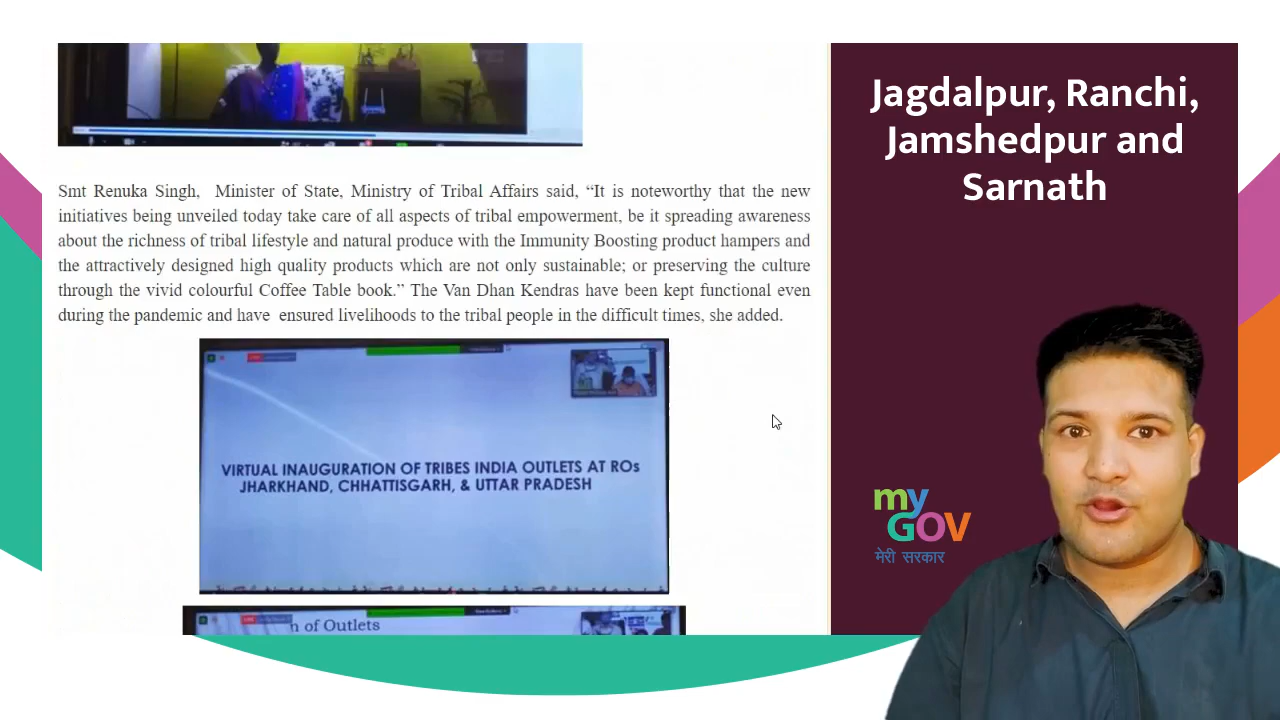 Smt Renuka Singh,  Minister of State, Ministry of Tribal Affairs said, “It is noteworthy that the new
initiatives being unveiled today take care of all aspects of tribal empowerment, be it spreading awareness
about the richness of tribal lifestyle and natural produce with the Immunity Boosting product hampers and
the attractively designed high quality products which are not only sustainable; or preserving the culture
through the vivid colourful Coffee Table book.” The Van Dhan Kendras have been kept functional even
during the pandemic and have  ensured livelihoods to the tribal people in the difficult times, she added.
VIRTUAL INAUGURATION OF TRIBES INDIA OUTLETS AT ROs
JHARKHAND, CHHATTISGARH, & UTTAR PRADESH
n of Outlets
Jagdalpur, Ranchi,
Jamshedpur and
Sarnath
my
GOV
मेरी सरकार